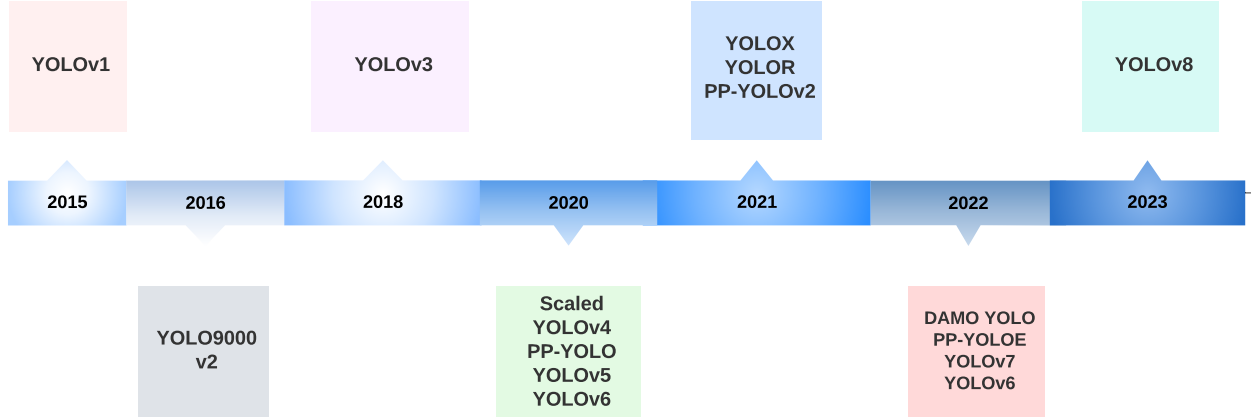 YOLOv1
YOLOv3
YOLOX
YOLOR
PP-YOLOv2
YOLOv8
2015
2016
2018
2020
2021
2022
2023
YOLO9000
v2
Scaled
YOLOv4
PP-YOLO
YOLOv5
YOLOv6
DAMO YOLO
PP-YOLOE
YOLOv7
YOLOv6